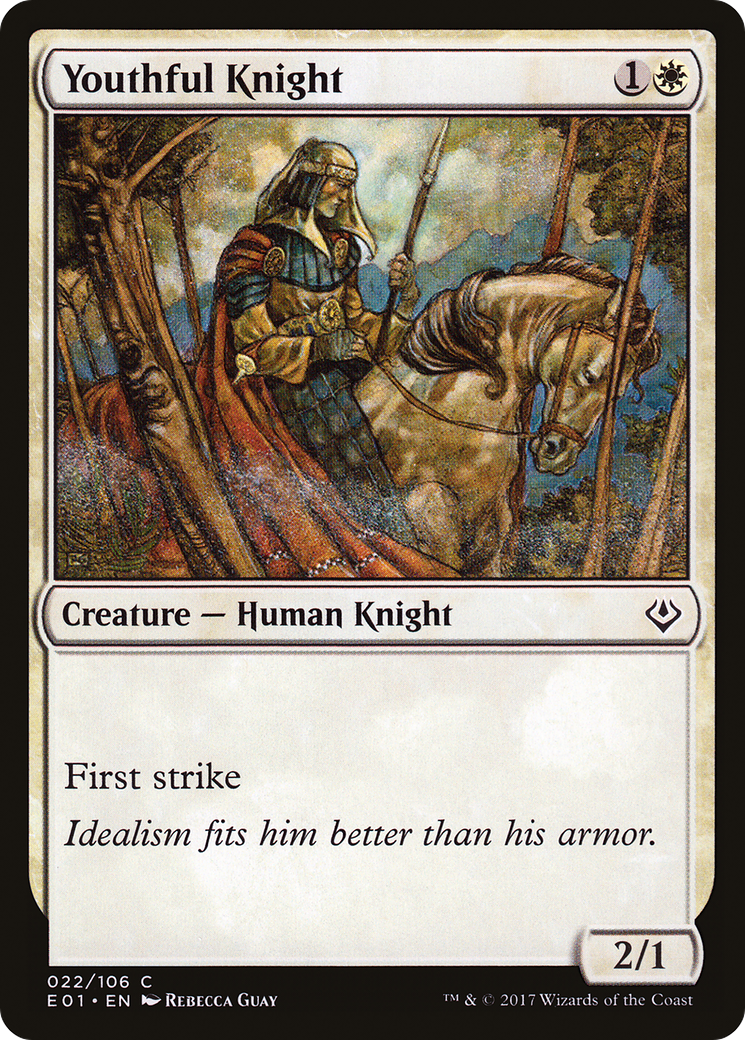 Youthful Knight 1
Creature — Human Knight
First strike
Idealism fits him better than his armor.
2/1
022/106 C
E01 • EN Rebecca Guay
™ & © 2017 Wizards of the Coast